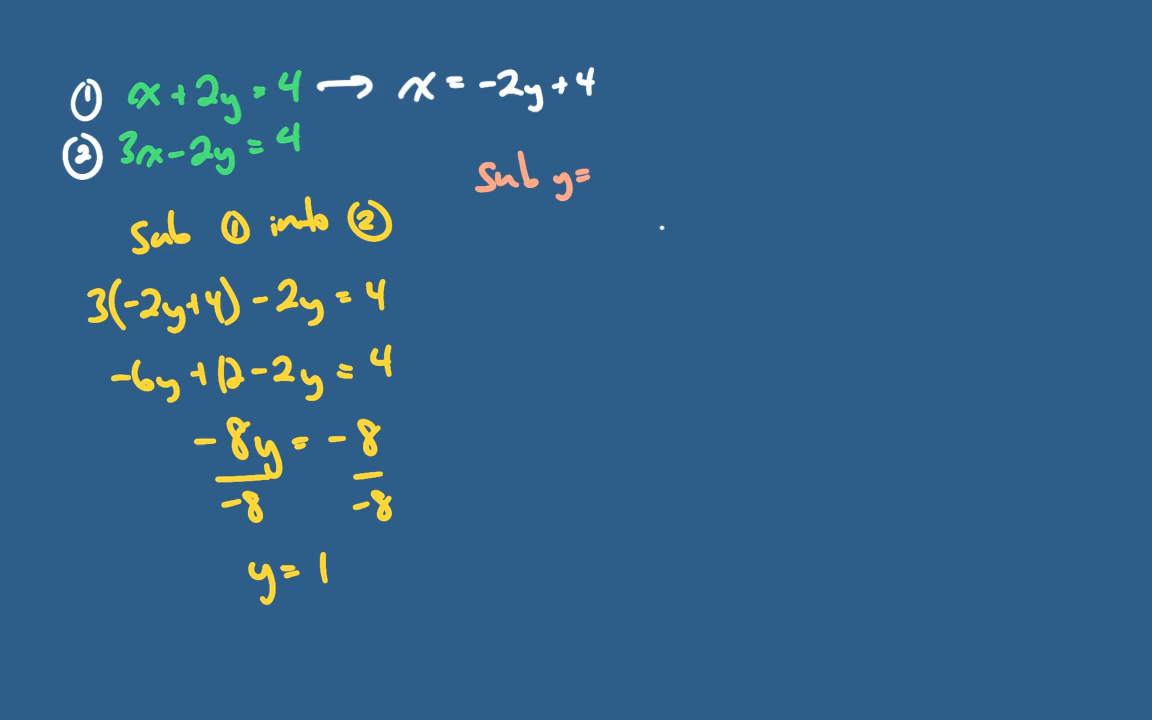 ① x + 2y = 4 → x = -2y + 4
② 3x - 2y = 4
Sub y=
Sub ① into ②
3(-2y+4) - 2y = 4
-6y + 12 - 2y = 4
-8y = -8
-8 -8
y = 1